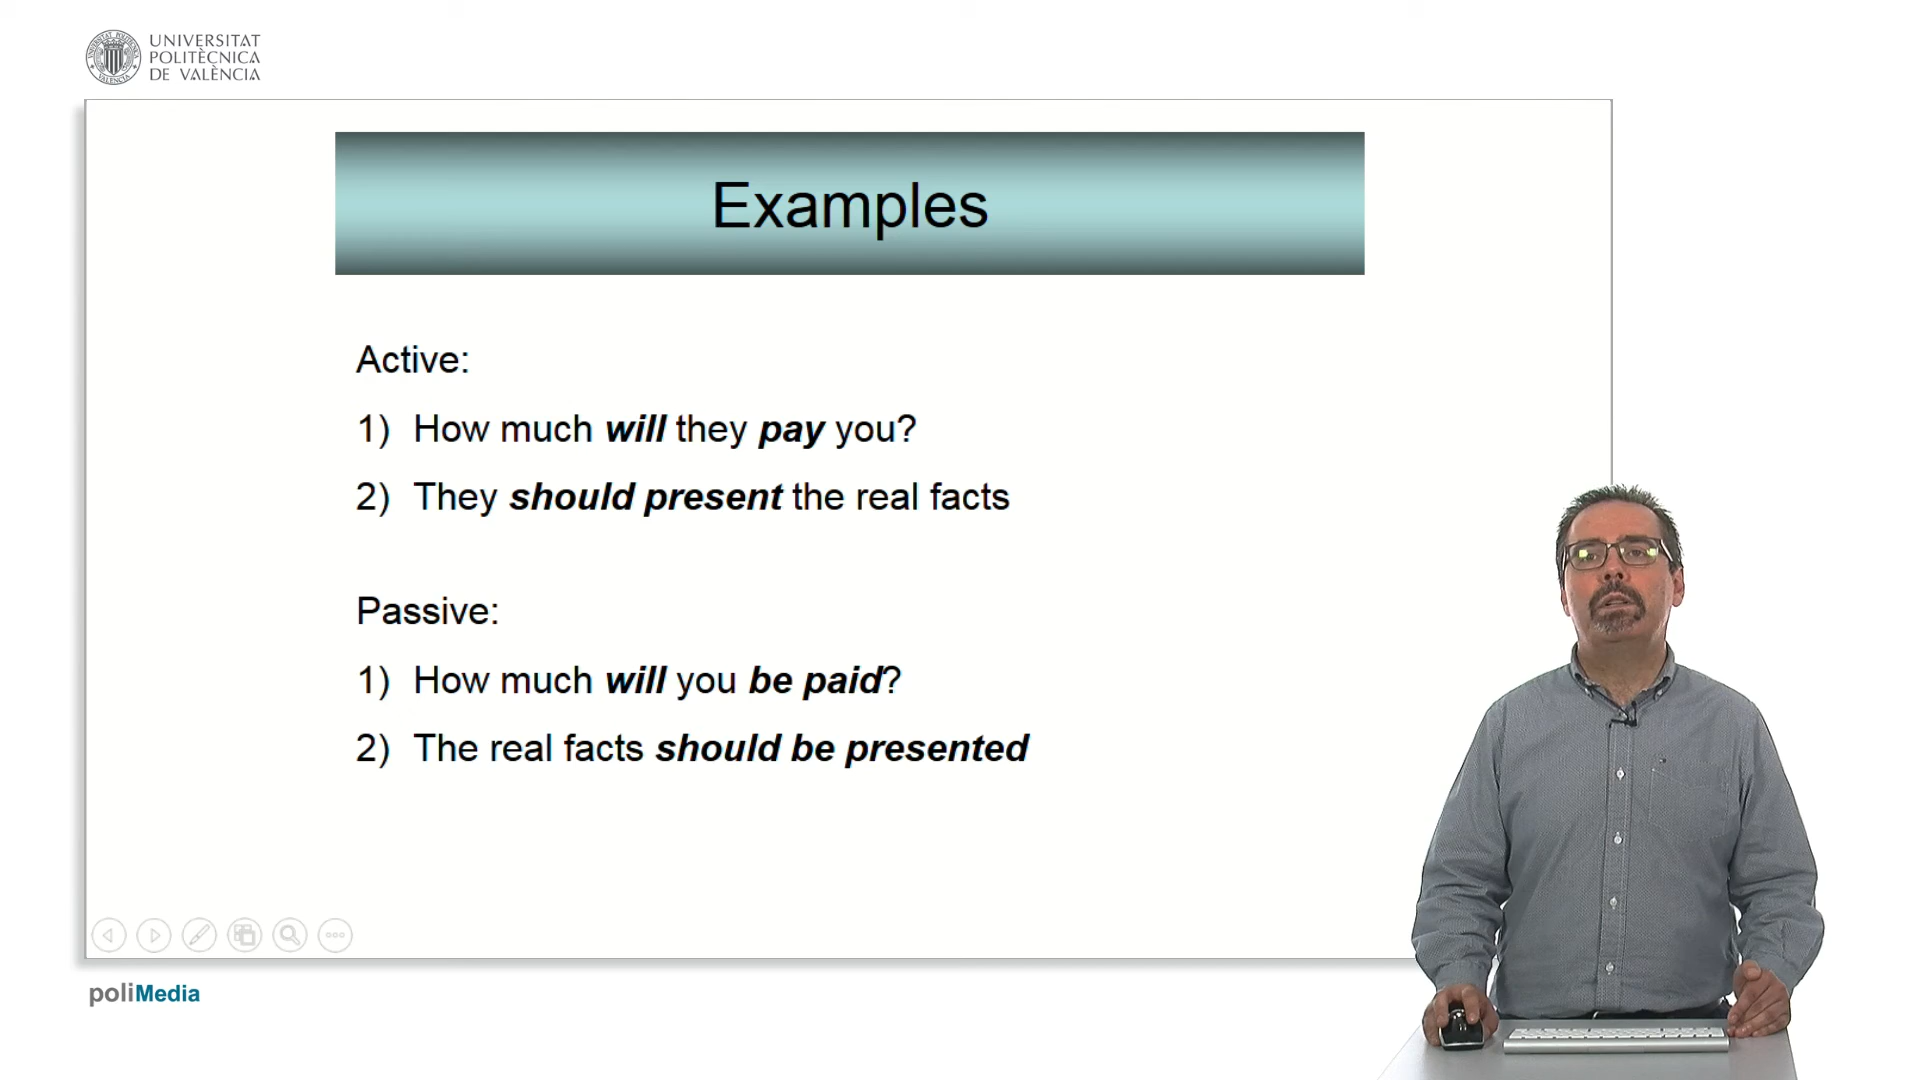 UNIVERSITAT
POLITÈCNICA
DE VALÈNCIA
Examples
Active:
1) How much will they pay you?
2) They should present the real facts
Passive:
1) How much will you be paid?
2) The real facts should be presented
poliMedia